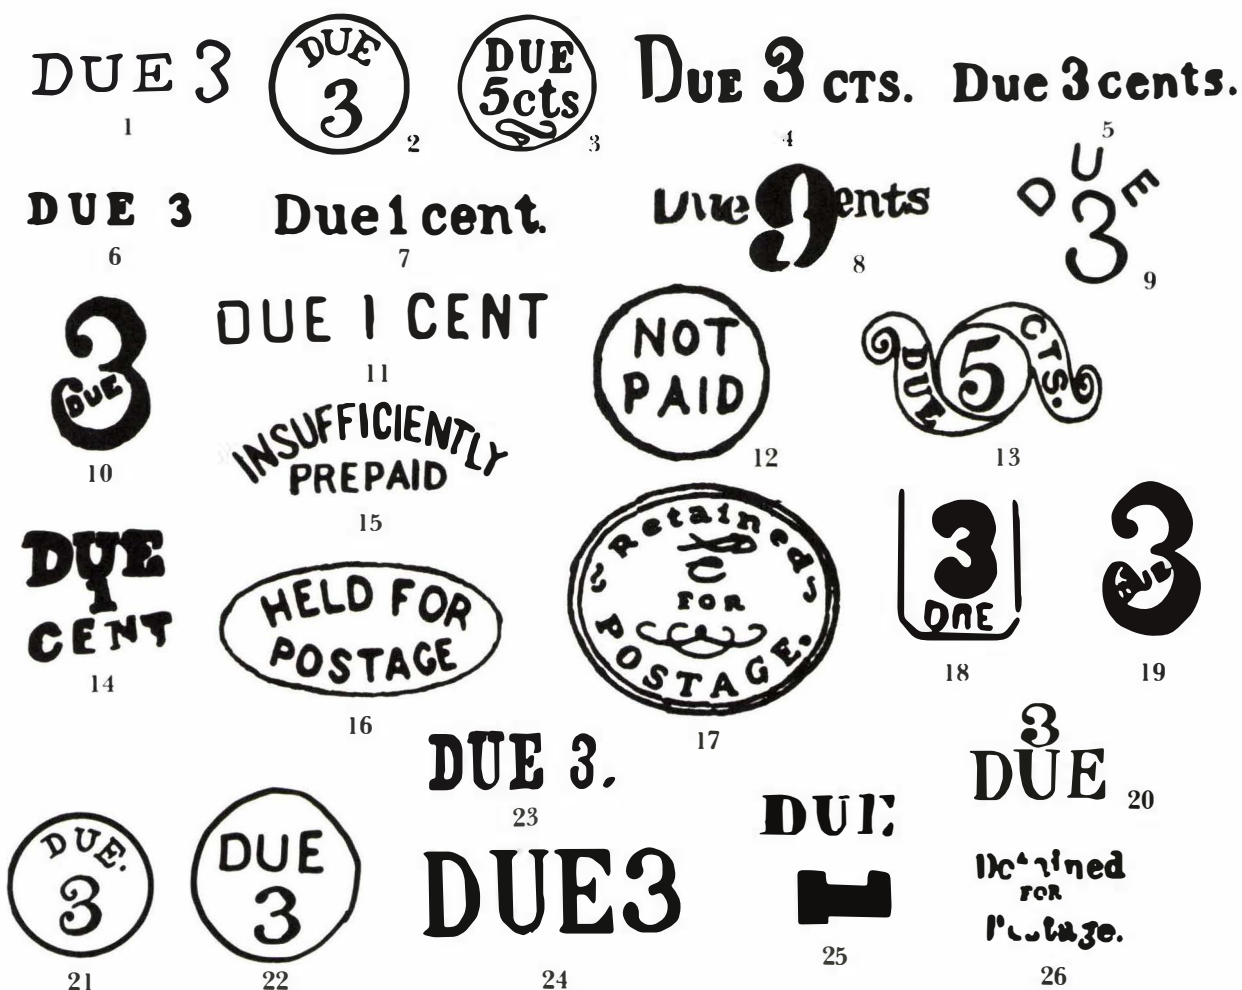 DUE 3
1
DUE
3
2
DUE
5cts
3
DUE 3 CTS.
4
Due 3 cents.
5
DUE 3
6
Due 1 cent.
7
Due 9 ents
8
DUE
3
9
3
DUE
10
DUE 1 CENT
11
NOT
PAID
12
DUE 5 CTS.
13
DUE
1
CENT
14
INSUFFICIENTLY
PREPAID
15
HELD FOR
POSTAGE
16
Retained
FOR
POSTAGE.
17
3
DUE
18
3
19
3
DUE
20
DUE.
3
21
DUE
3
22
DUE 3.
23
DUE3
24
25
FOR
26